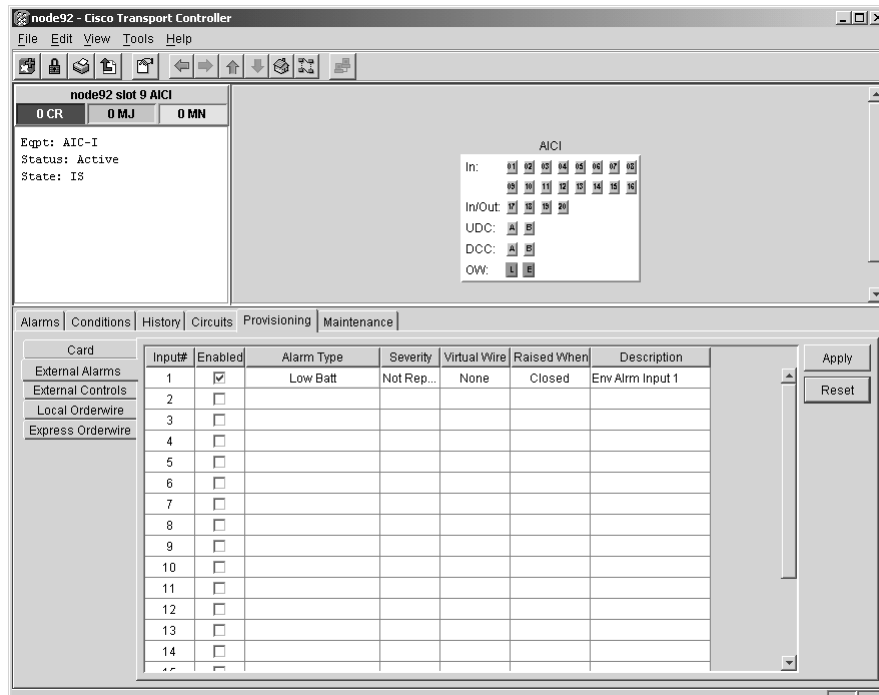 node92 - Cisco Transport Controller
File Edit View Tools Help
node92 slot 9 AICI
0 CR 0 MJ 0 MN
Eqpt: AIC-I
Status: Active
State: IS
AICI
In: 01 02 03 04 05 06 07 08
09 10 11 12 13 14 15 16
In/Out: 17 18 19 20
UDC: A B
DCC: A B
OW: L E
Alarms Conditions History Circuits Provisioning Maintenance
Card
External Alarms
External Controls
Local Orderwire
Express Orderwire
Input# Enabled Alarm Type Severity Virtual Wire Raised When Description
1 Low Batt Not Rep... None Closed Env Alrm Input 1
2
3
4
5
6
7
8
9
10
11
12
13
14
Apply
Reset